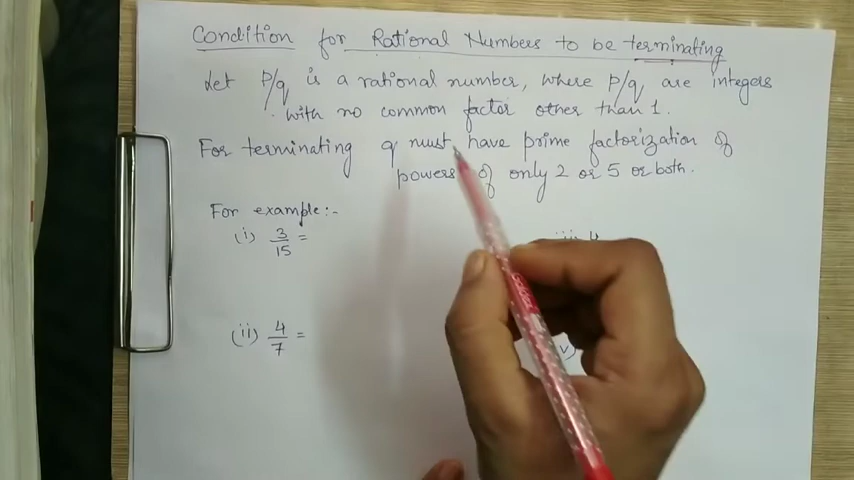 Condition for Rational Numbers to be terminating
Let P/q is a rational number, where P/q are integers
with no common factor other than 1.
For terminating q must have prime factorization of
powers of only 2 or 5 or both.
For example:-
(i) 3/15 =
(ii) 4/7 =